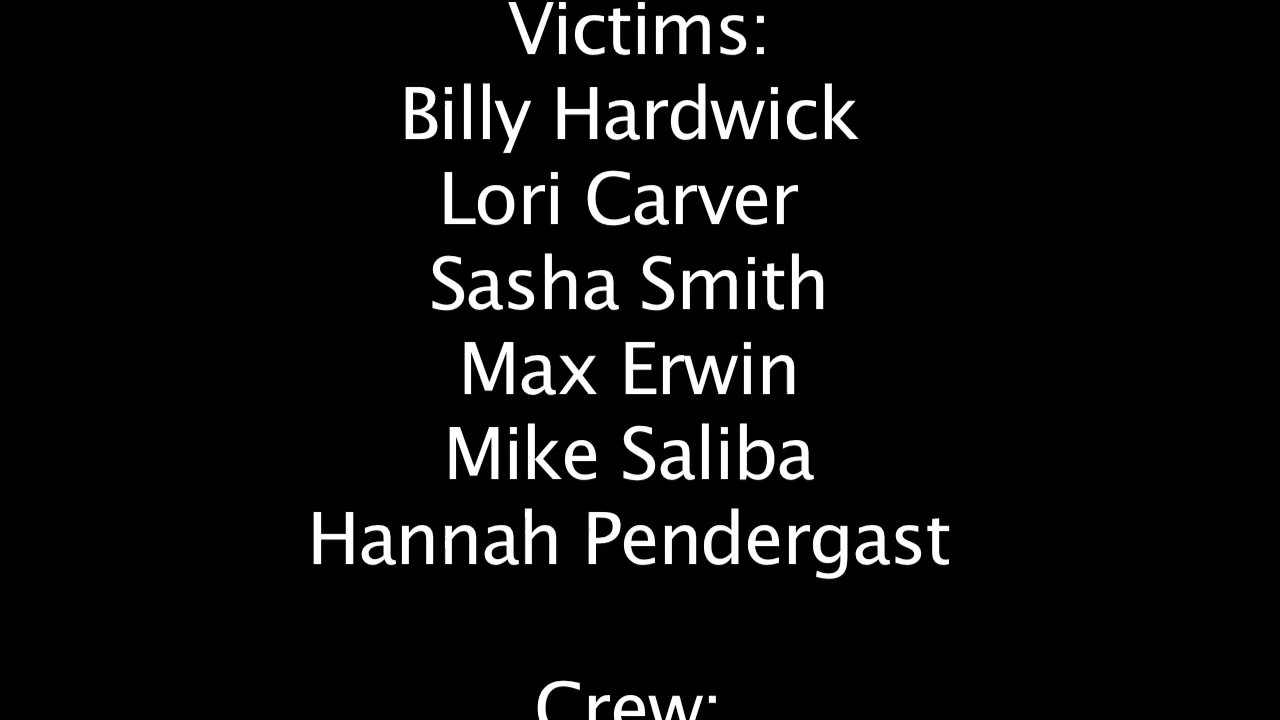 Victims:
Billy Hardwick
Lori Carver
Sasha Smith
Max Erwin
Mike Saliba
Hannah Pendergast
Crew: